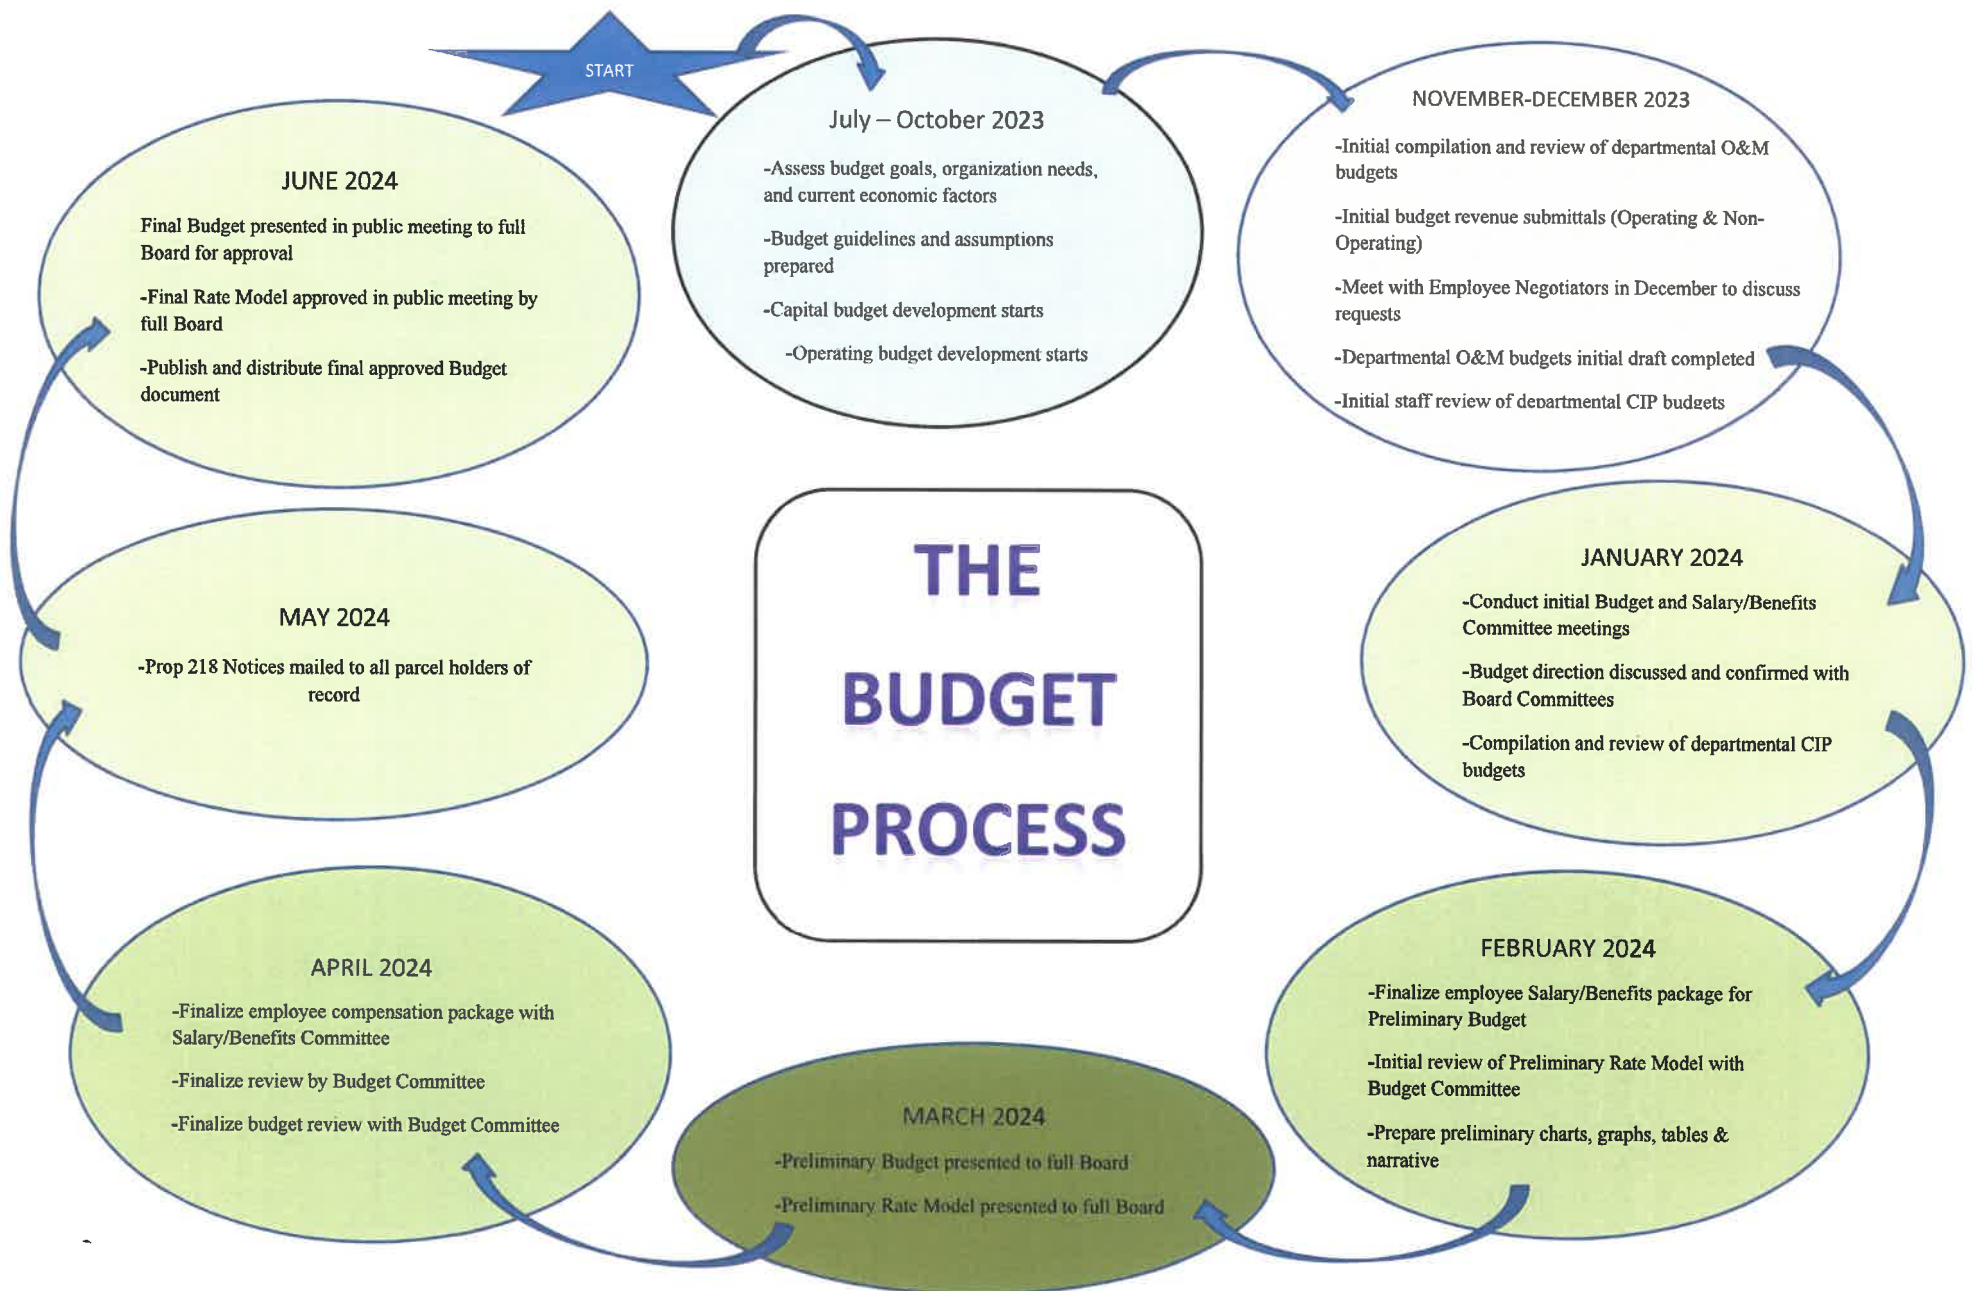 START
July – October 2023
-Assess budget goals, organization needs,
and current economic factors
-Budget guidelines and assumptions
prepared
-Capital budget development starts
-Operating budget development starts
NOVEMBER-DECEMBER 2023
-Initial compilation and review of departmental O&M
budgets
-Initial budget revenue submittals (Operating & Non-
Operating)
-Meet with Employee Negotiators in December to discuss
requests
-Departmental O&M budgets initial draft completed
-Initial staff review of departmental CIP budgets
JANUARY 2024
-Conduct initial Budget and Salary/Benefits
Committee meetings
-Budget direction discussed and confirmed with
Board Committees
-Compilation and review of departmental CIP
budgets
FEBRUARY 2024
-Finalize employee Salary/Benefits package for
Preliminary Budget
-Initial review of Preliminary Rate Model with
Budget Committee
-Prepare preliminary charts, graphs, tables &
narrative
MARCH 2024
-Preliminary Budget presented to full Board
-Preliminary Rate Model presented to full Board
APRIL 2024
-Finalize employee compensation package with
Salary/Benefits Committee
-Finalize review by Budget Committee
-Finalize budget review with Budget Committee
MAY 2024
-Prop 218 Notices mailed to all parcel holders of
record
JUNE 2024
Final Budget presented in public meeting to full
Board for approval
-Final Rate Model approved in public meeting by
full Board
-Publish and distribute final approved Budget
document
THE
BUDGET
PROCESS